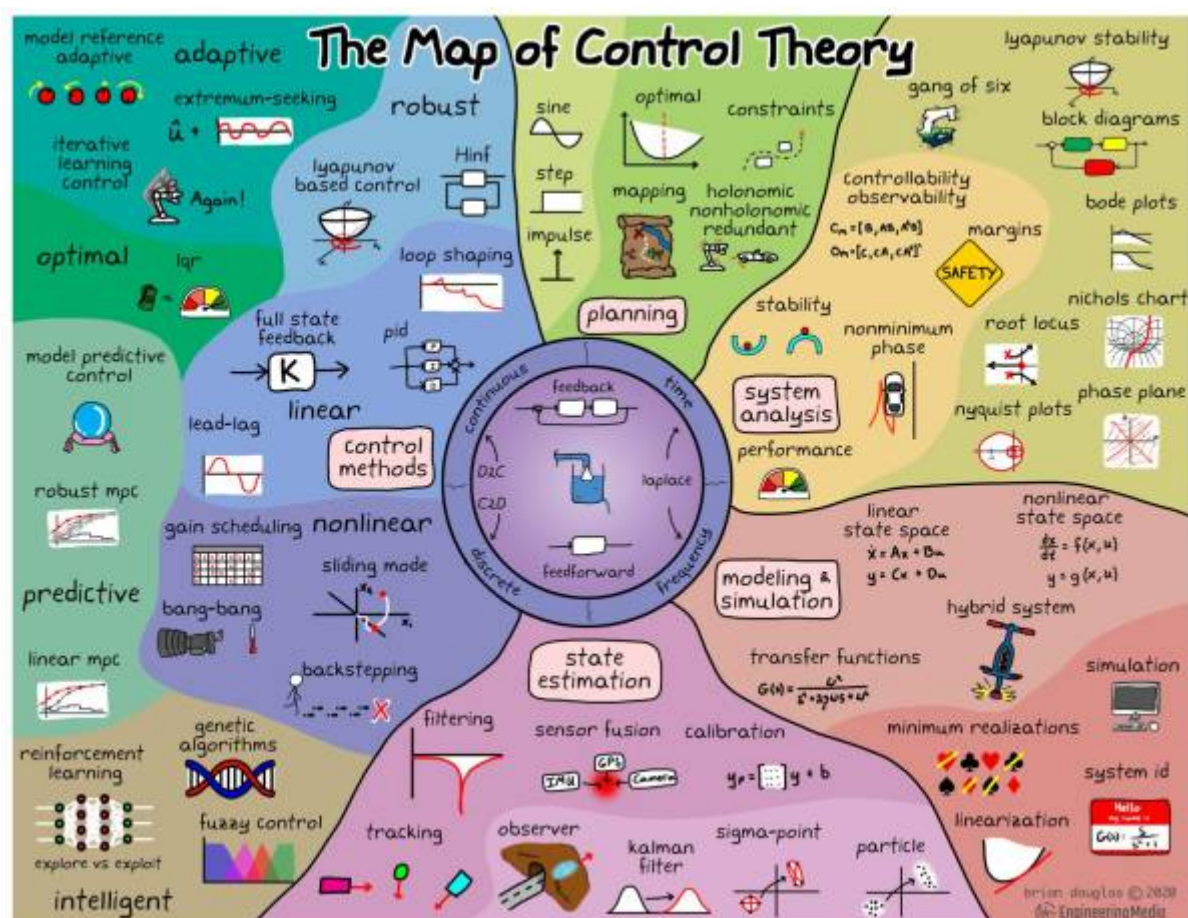 The Map of Control Theory
model reference
adaptive
adaptive
extremum-seeking
û +
iterative
learning
control
Again!
robust
lyapunov
based control
Hinf
optimal
lqr
loop shaping
full state
feedback
K
pid
linear
lead-lag
control
methods
model predictive
control
robust mpc
predictive
linear mpc
gain scheduling
nonlinear
sliding mode
bang-bang
backstepping
X
reinforcement
learning
explore vs exploit
genetic
algorithms
fuzzy control
intelligent
sine
step
impulse
optimal
constraints
mapping
holonomic
nonholonomic
redundant
planning
continuous
time
discrete
frequency
feedback
D2C
C2D
laplace
feedforward
lyapunov stability
gang of six
block diagrams
controllability
observability
margins
SAFETY
bode plots
stability
nonminimum
phase
root locus
nichols chart
system
analysis
nyquist plots
phase plane
performance
modeling &
simulation
linear
state space
ẋ = Ax + Bu
y = Cx + Du
nonlinear
state space
dx/dt = f(x, u)
y = g(x, u)
hybrid system
transfer functions
simulation
minimum realizations
system id
Hello
linearization
state
estimation
filtering
sensor fusion
IMU
GPS
Camera
calibration
y + b
tracking
observer
kalman
filter
sigma-point
particle
brian douglas © 2020
Engineering Media